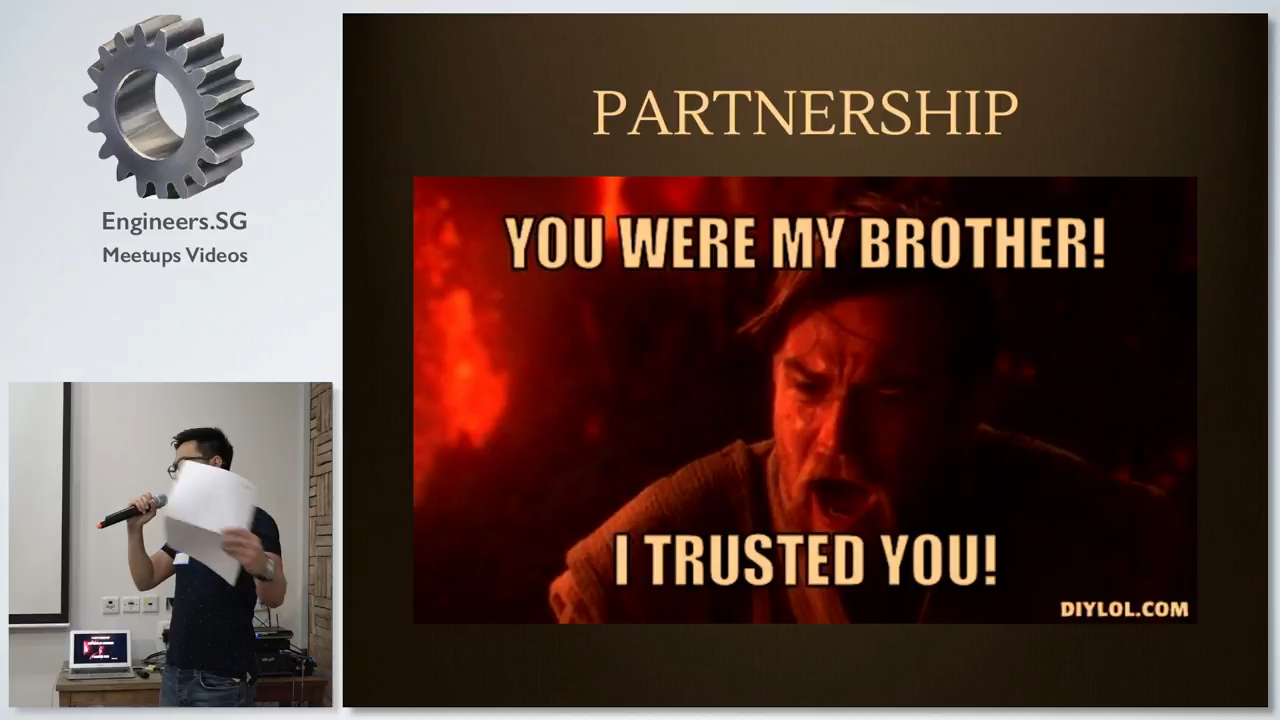 Engineers.SG
Meetups Videos
PARTNERSHIP
YOU WERE MY BROTHER!
I TRUSTED YOU!
DIYLOL.COM